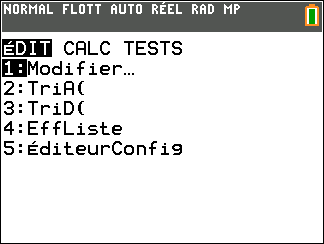 NORMAL FLOTT AUTO RÉEL RAD MP
ÉDIT CALC TESTS
1:Modifier…
2:TriA(
3:TriD(
4:EffListe
5:ÉditeurConfig